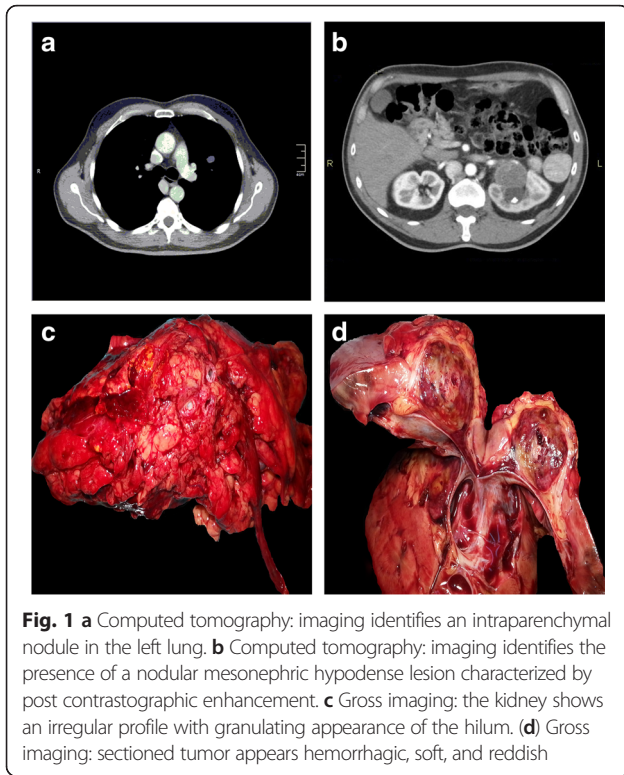 a
b
R
R
L
c
d
Fig. 1 a Computed tomography: imaging identifies an intraparenchymal
nodule in the left lung. b Computed tomography: imaging identifies the
presence of a nodular mesonephric hypodense lesion characterized by
post contrastographic enhancement. c Gross imaging: the kidney shows
an irregular profile with granulating appearance of the hilum. (d) Gross
imaging: sectioned tumor appears hemorrhagic, soft, and reddish